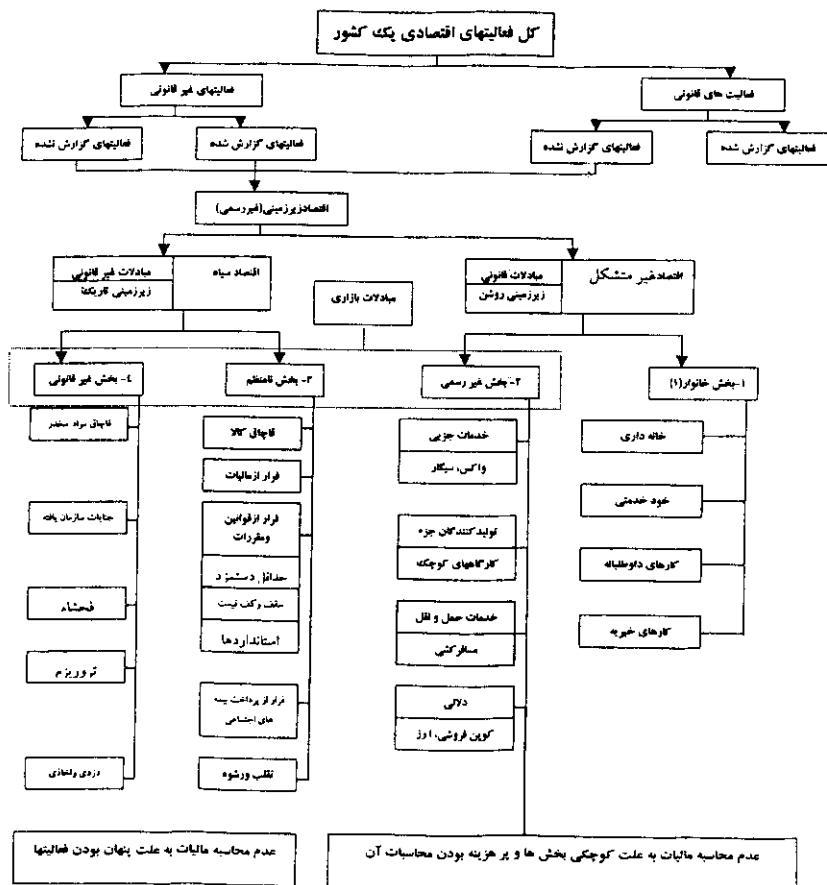 کل فعالیتهای اقتصادی یک کشور
فعالیت های قانونی
فعالیتهای غیر قانونی
فعالیتهای گزارش شده
فعالیتهای گزارش نشده
فعالیتهای گزارش شده
فعالیتهای گزارش نشده
اقتصادزیرزمینی(غیررسمی)
اقتصادغیر متشکل
مبادلات قانونی
زیرزمینی روشن
مبادلات بازاری
اقتصاد سیاه
مبادلات غیر قانونی
زیرزمینی تاریک
۱-بخش خانوار(۱)
خانه داری
خود خدمتی
کارهای داوطلبانه
کارهای خیریه
۲-بخش غیر رسمی
خدمات جزیی
واکس، سیگار
تولیدکنندگان جزء
کارگاههای کوچک
خدمات حمل و نقل
مسافرکشی
دلالی
کوپن فروشی، ارز
۳- بخش نامنظم
قاچاق کالا
فرار ازمالیات
فرار ازقوانین
ومقررات
حداقل دستمزد
سقف وکف قیمت
استانداردها
فرار از پرداخت بیمه
های اجتماعی
تقلب ورشوه
٤- بخش غیر قانونی
قاچاق مواد مخدر
جنایات سازمان یافته
فحشاء
تروریزم
دزدی واخاذی
عدم محاسبه مالیات به علت کوچکی بخش ها و پر هزینه بودن محاسبات آن
عدم محاسبه مالیات به علت پنهان بودن فعالیتها